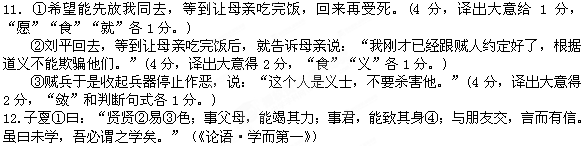 11. ①希望能先放我回去，等到让母亲吃完饭，回来再受死。(4 分，译出大意给 1 分，
“愿”“食”“就”各1分。)
②刘平回去，等到让母亲吃完饭后，就告诉母亲说：“我刚才已经跟贼人约定好了，根据
道义不能欺骗他们。”(4分，译出大意得2分，“食”“义”各1分。)
③贼兵于是收起兵器停止作恶，说：“这个人是义士，不要杀害他。”(4分，译出大意得
2分，“敛”和判断句式各1分。)
12.子夏①曰：“贤贤②易③色；事父母，能竭其力；事君，能致其身④；与朋友交，言而有信。
虽曰未学，吾必谓之学矣。”(《论语·学而第一》)